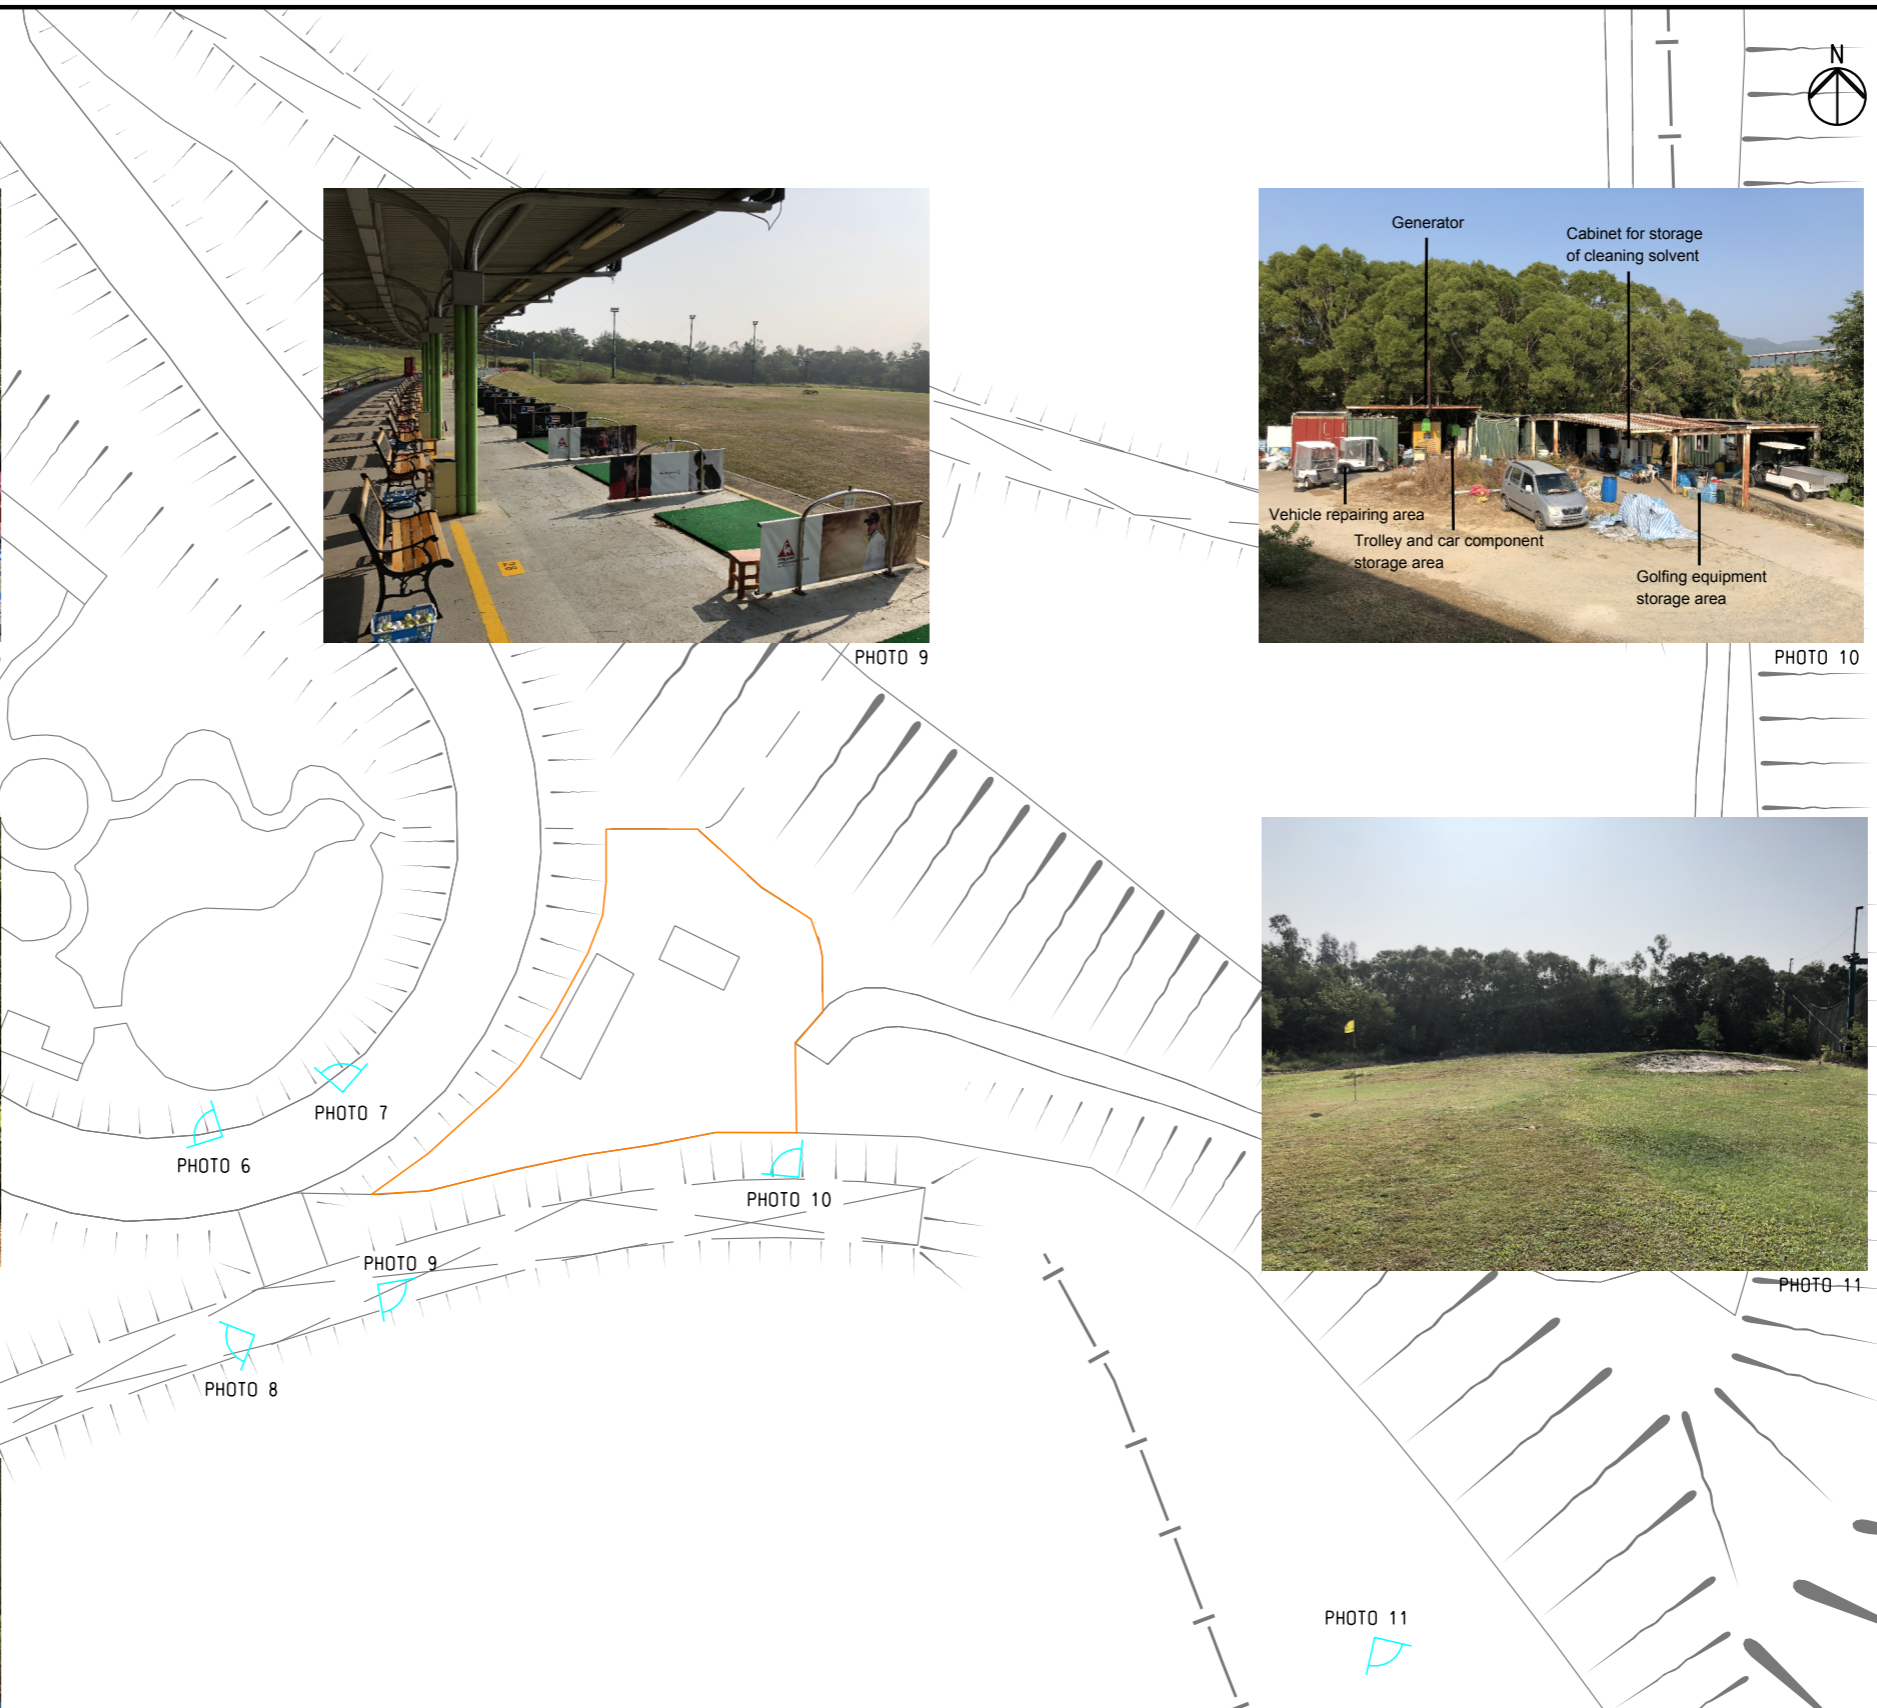 N
Generator
Cabinet for storage
of cleaning solvent
Vehicle repairing area
Trolley and car component
storage area
Golfing equipment
storage area
28
PHOTO 9
PHOTO 10
PHOTO 7
PHOTO 6
PHOTO 10
PHOTO 9
PHOTO 11
PHOTO 8
PHOTO 11